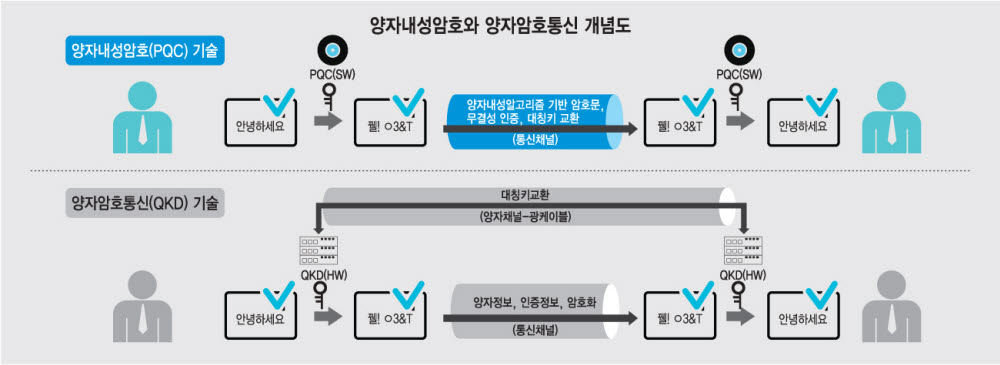 양자내성암호와 양자암호통신 개념도
양자내성암호(PQC) 기술
PQC(SW)
PQC(SW)
안녕하세요
퀠! ㅇ3&T
양자내성알고리즘 기반 암호문,
무결성 인증, 대칭키 교환
(통신채널)
퀠! ㅇ3&T
안녕하세요
양자암호통신(QKD) 기술
대칭키교환
(양자채널-광케이블)
QKD(HW)
QKD(HW)
안녕하세요
퀠! ㅇ3&T
양자정보, 인증정보, 암호화
(통신채널)
퀠! ㅇ3&T
안녕하세요